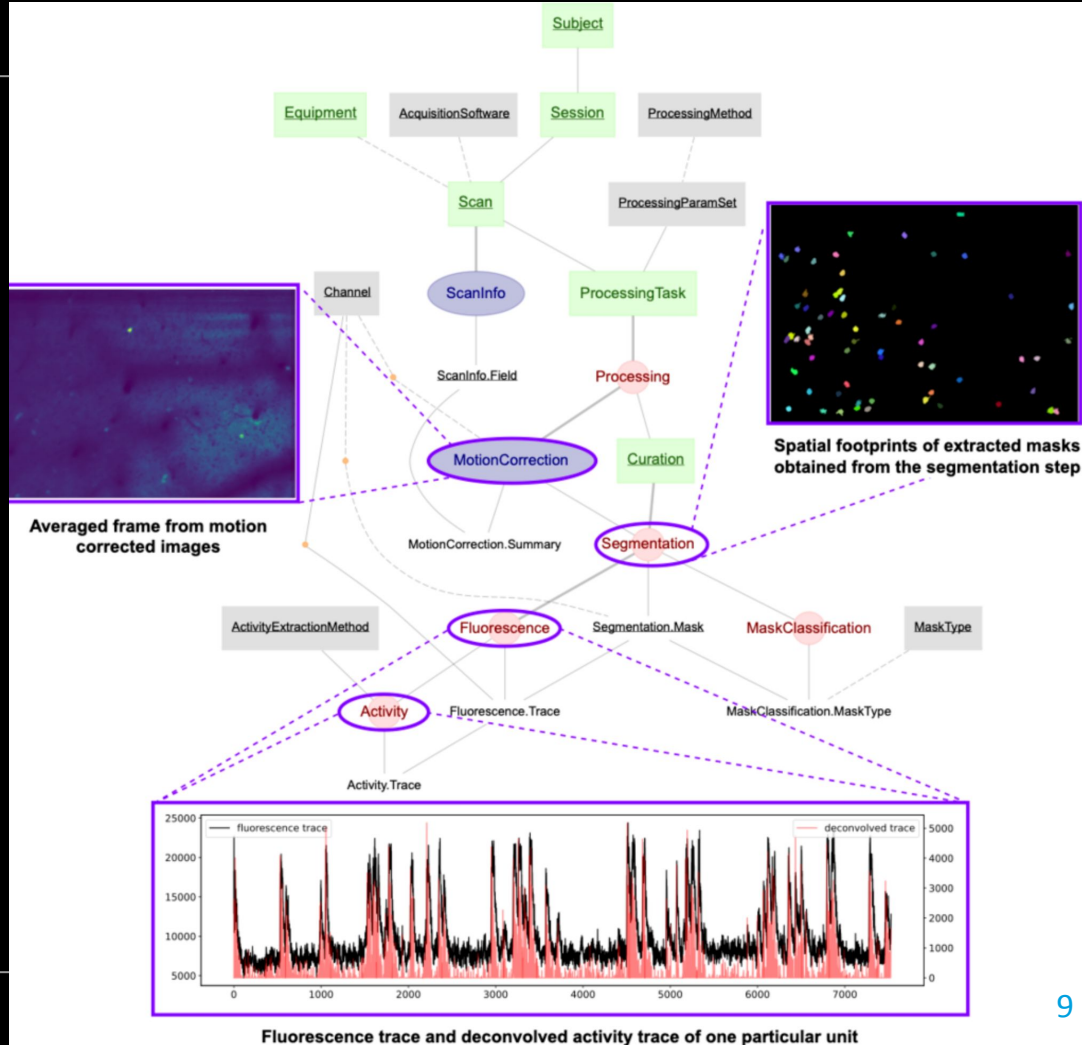 Subject
Equipment
AcquisitionSoftware
Session
ProcessingMethod
Scan
ProcessingParamSet
Channel
ScanInfo
ProcessingTask
ScanInfo.Field
Processing
MotionCorrection
Curation
Spatial footprints of extracted masks
obtained from the segmentation step
Averaged frame from motion
corrected images
MotionCorrection.Summary
Segmentation
ActivityExtractionMethod
Fluorescence
Segmentation.Mask
MaskClassification
MaskType
Activity
Fluorescence.Trace
MaskClassification.MaskType
Activity.Trace
25000
20000
15000
10000
5000
fluorescence trace
deconvolved trace
5000
4000
3000
2000
1000
0
0 1000 2000 3000 4000 5000 6000 7000
9
Fluorescence trace and deconvolved activity trace of one particular unit